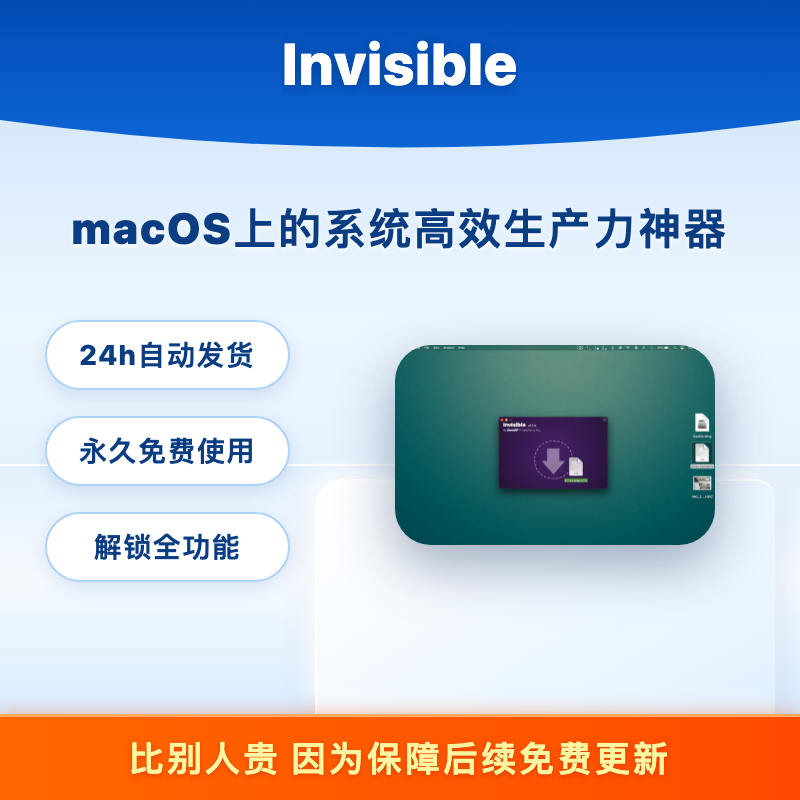 Invisible
macOS上的系统高效生产力神器
24h自动发货
永久免费使用
解锁全功能
Invisible
比别人贵 因为保障后续免费更新